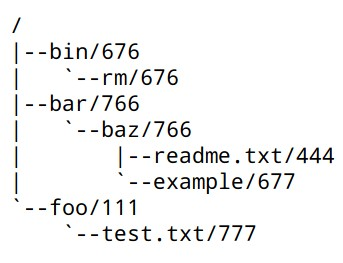 /
|--bin/676
|   `--rm/676
|--bar/766
|   `--baz/766
|       |--readme.txt/444
|       `--example/677
`--foo/111
    `--test.txt/777